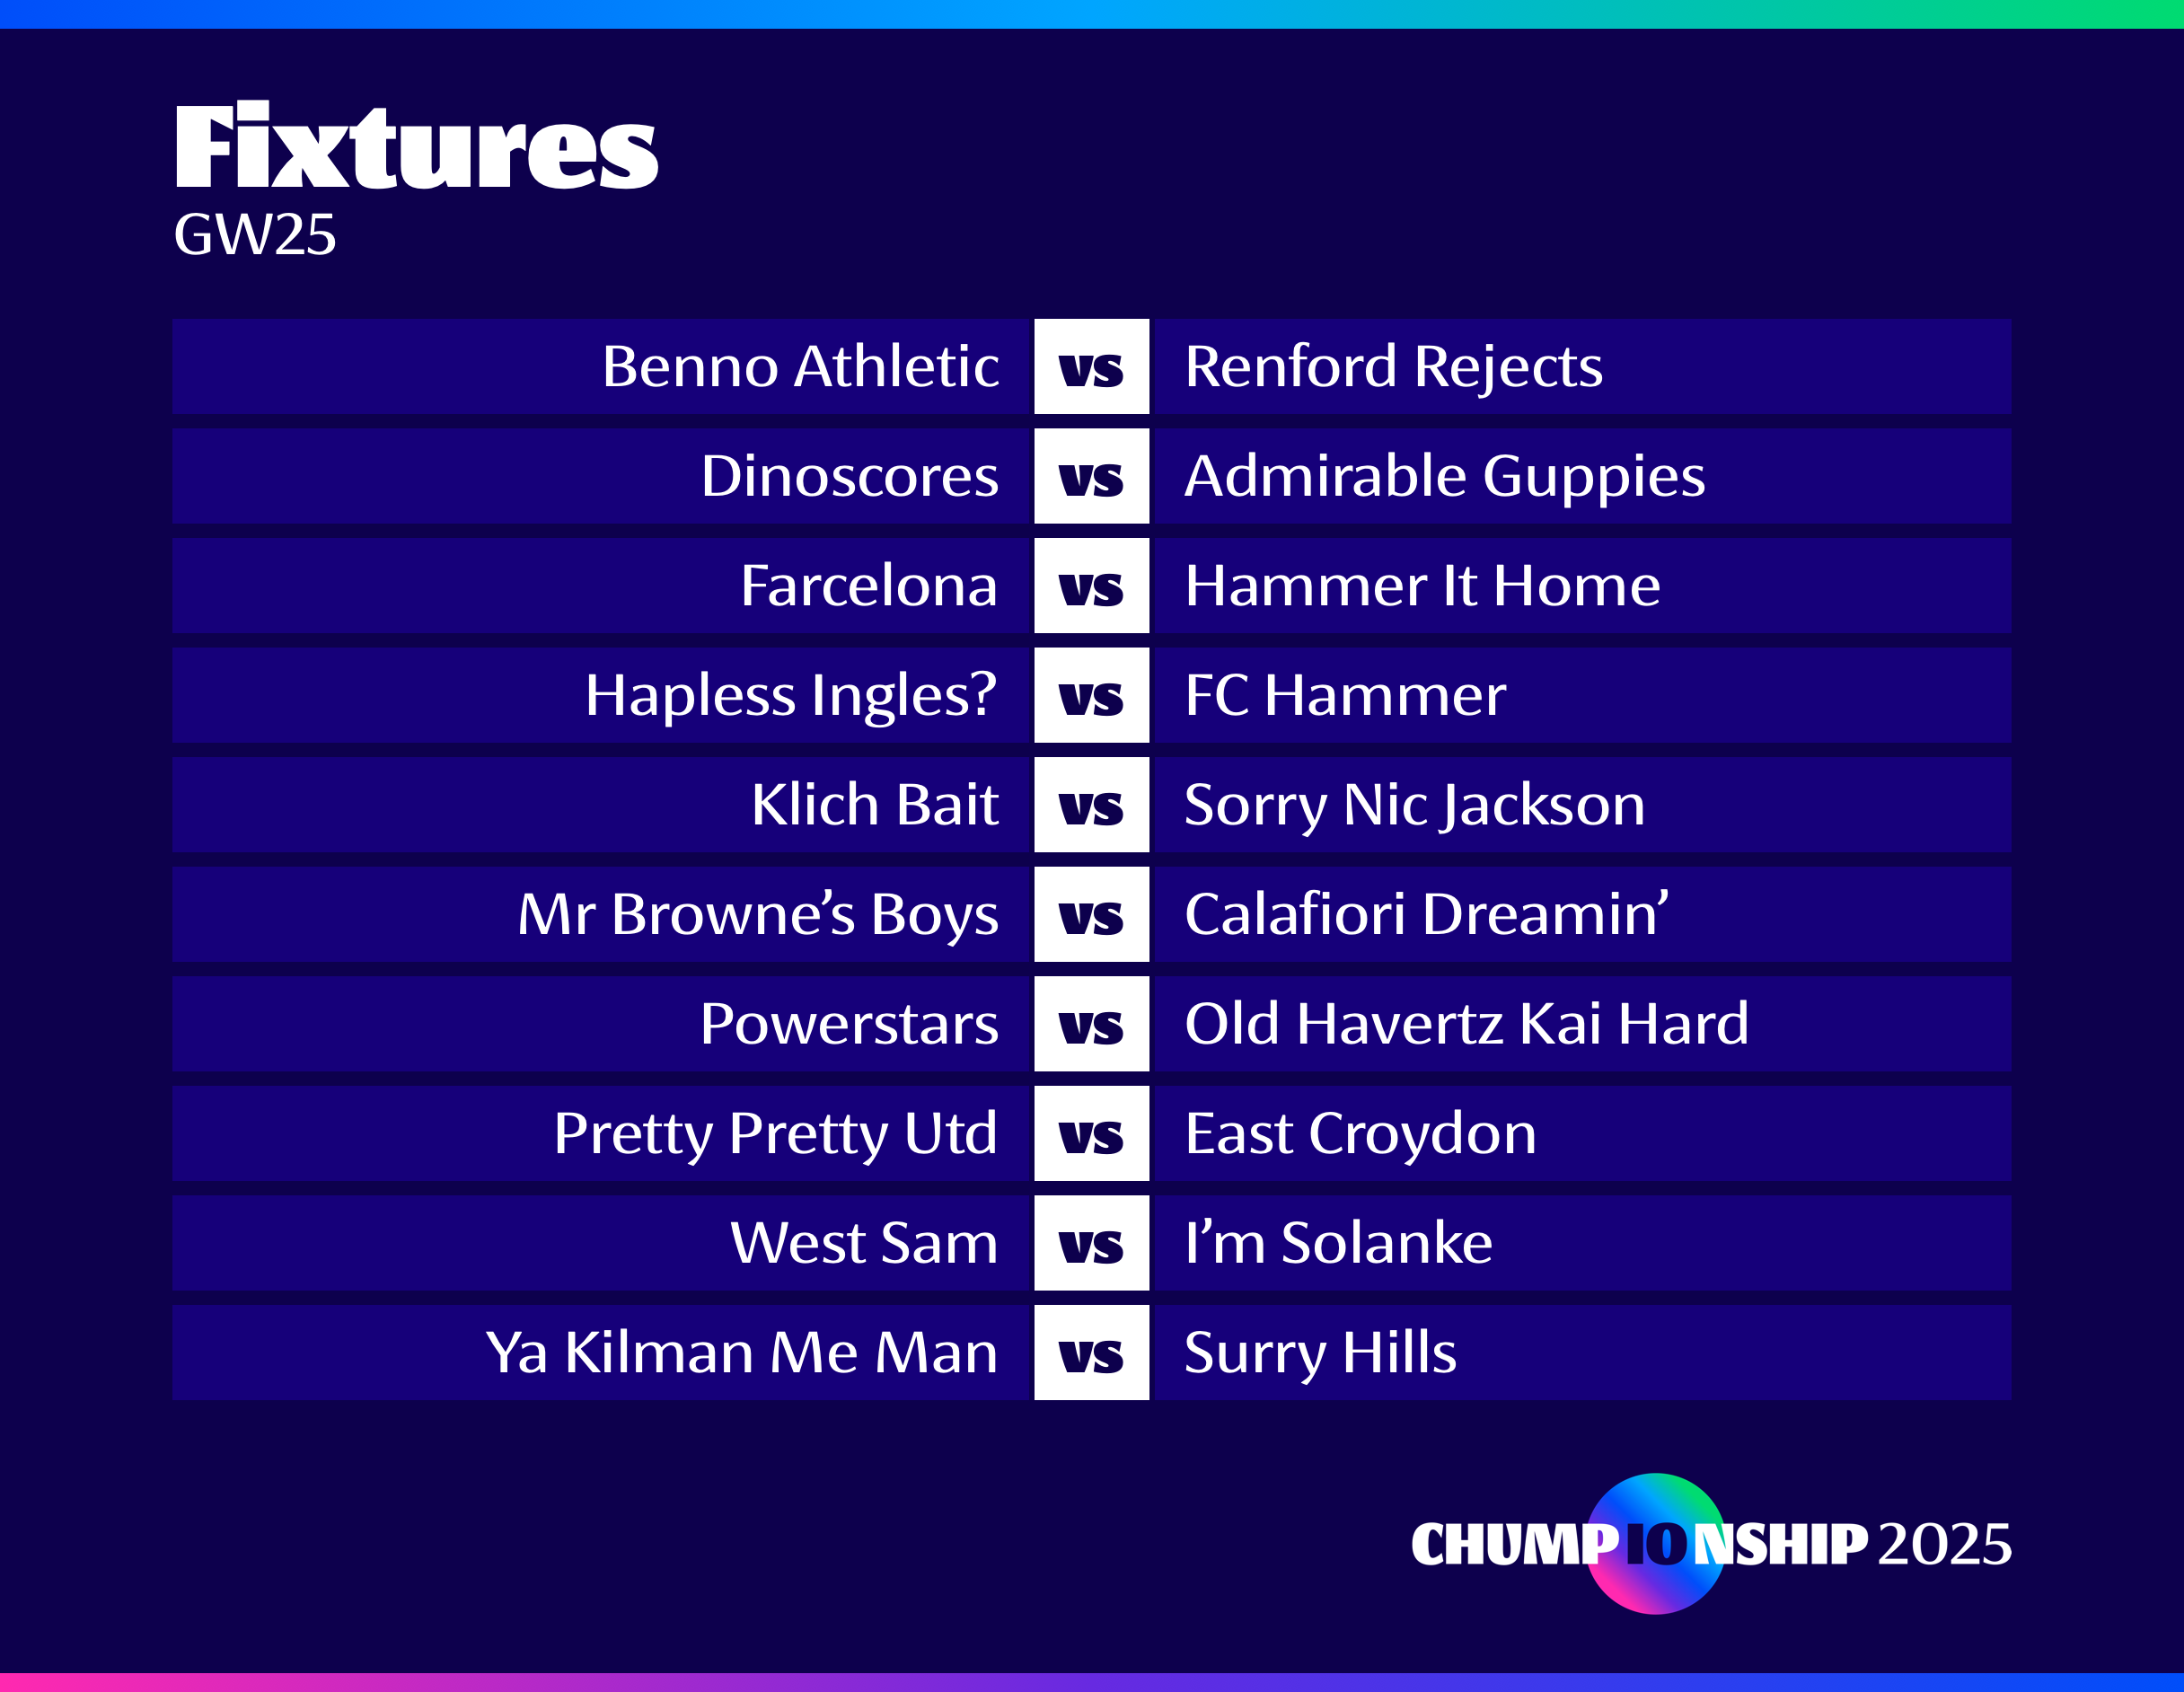 Fixtures
GW25
Benno Athletic vs Renford Rejects
Dinoscores vs Admirable Guppies
Farcelona vs Hammer It Home
Hapless Ingles? vs FC Hammer
Klich Bait vs Sorry Nic Jackson
Mr Browne’s Boys vs Calafiori Dreamin’
Powerstars vs Old Havertz Kai Hard
Pretty Pretty Utd vs East Croydon
West Sam vs I’m Solanke
Ya Kilman Me Man vs Surry Hills
CHUMPIONSHIP 2025